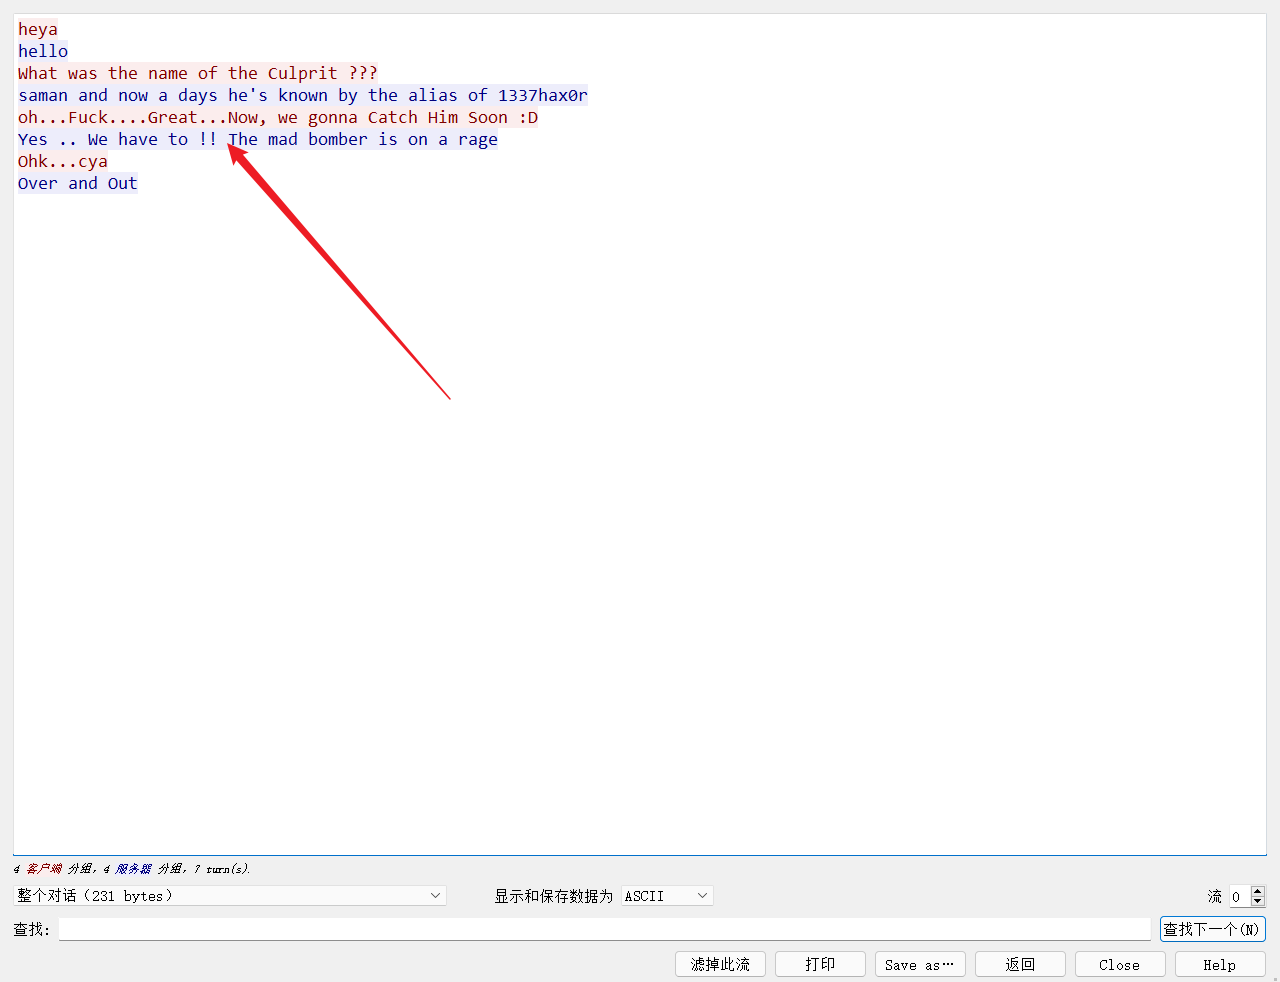 heya
hello
What was the name of the Culprit ???
saman and now a days he's known by the alias of 1337hax0r
oh...Fuck....Great...Now, we gonna Catch Him Soon :D
Yes .. We have to !! The mad bomber is on a rage
Ohk...cya
Over and Out
4 客户端 分组, 4 服务器 分组, 7 turn(s).
整个对话（231 bytes）
显示和保存数据为 ASCII
流 0
查找:
查找下一个(N)
滤掉此流 打印 Save as… 返回 Close Help